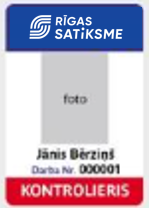 RĪGAS
SATIKSME
foto
Jānis Bērziņš
Darba Nr. 000001
KONTROLIERIS